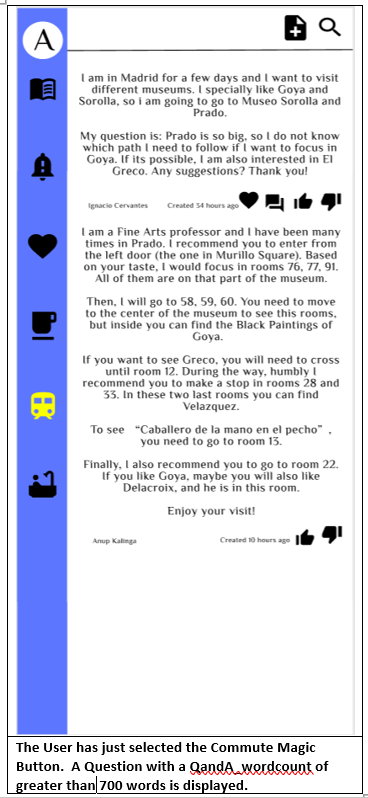 A
I am in Madrid for a few days and I want to visit
different museums. I specially like Goya and
Sorolla, so i am going to go to Museo Sorolla and
Prado.
My question is: Prado is so big, so I do not know
which path I need to follow if I want to focus in
Goya. If its possible, I am also interested in El
Greco. Any suggestions? Thank you!
Ignacio Cervantes
Created 34 hours ago
I am a Fine Arts professor and I have been many
times in Prado. I recommend you to enter from
the left door (the one in Murillo Square). Based
on your taste, I would focus in rooms 76, 77, 91.
All of them are on that part of the museum.
Then, I will go to 58, 59, 60. You need to move
to the center of the museum to see this rooms,
but inside you can find the Black Paintings of
Goya.
If you want to see Greco, you will need to cross
until room 12. During the way, humbly I
recommend you to make a stop in rooms 28 and
33. In these two last rooms you can find
Velazquez.
To see “Caballero de la mano en el pecho” ,
you need to go to room 13.
Finally, I also recommend you to go to room 22.
If you like Goya, maybe you will also like
Delacroix, and he is in this room.
Enjoy your visit!
Anup Kalinga
Created 10 hours ago
The User has just selected the Commute Magic
Button. A Question with a QandA_wordcount of
greater than 700 words is displayed.